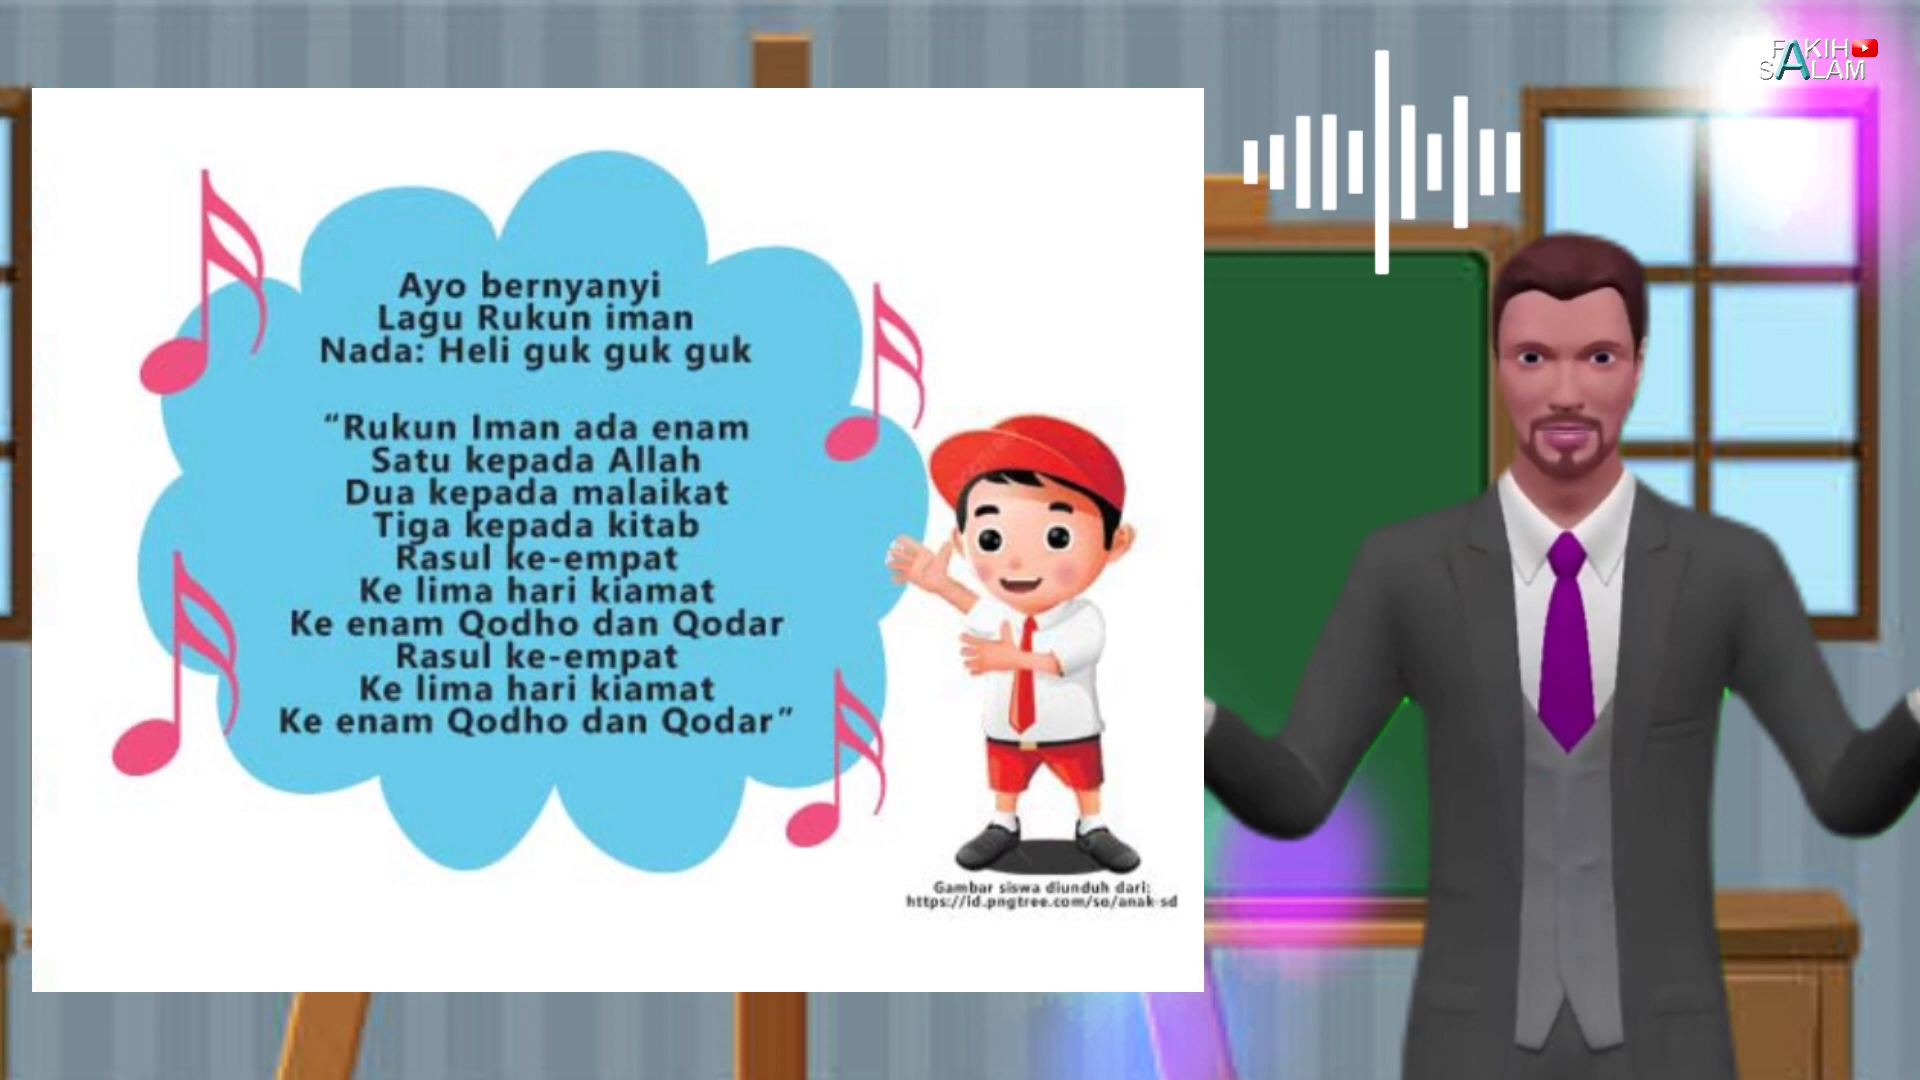 FAKIH
SALAM
Ayo bernyanyi
Lagu Rukun iman
Nada: Heli guk guk guk
“Rukun Iman ada enam
Satu kepada Allah
Dua kepada malaikat
Tiga kepada kitab
Rasul ke-empat
Ke lima hari kiamat
Ke enam Qodho dan Qodar
Rasul ke-empat
Ke lima hari kiamat
Ke enam Qodho dan Qodar”
Gambar siswa diunduh dari:
https://id.pngtree.com/so/anak-sd